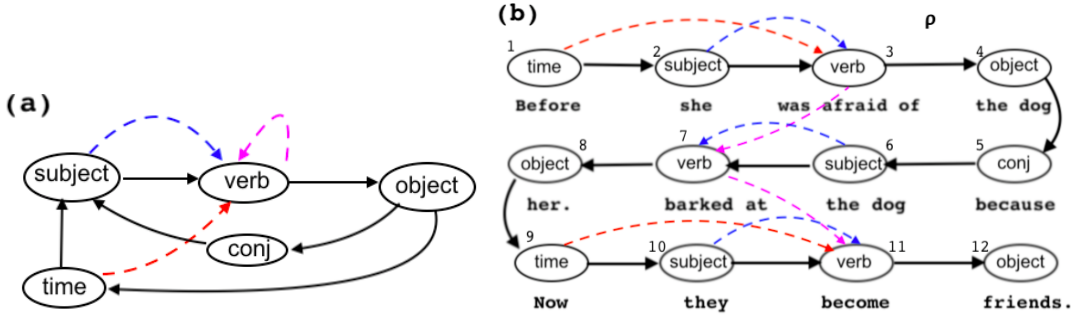 (a)
subject verb object
conj
time
(b) ρ
1 time 2 subject verb 3 4 object
Before she was afraid of the dog
object 8 7 verb 6 subject 5 conj
her. barked at the dog because
9 time 10 subject verb 11 12 object
Now they become friends.